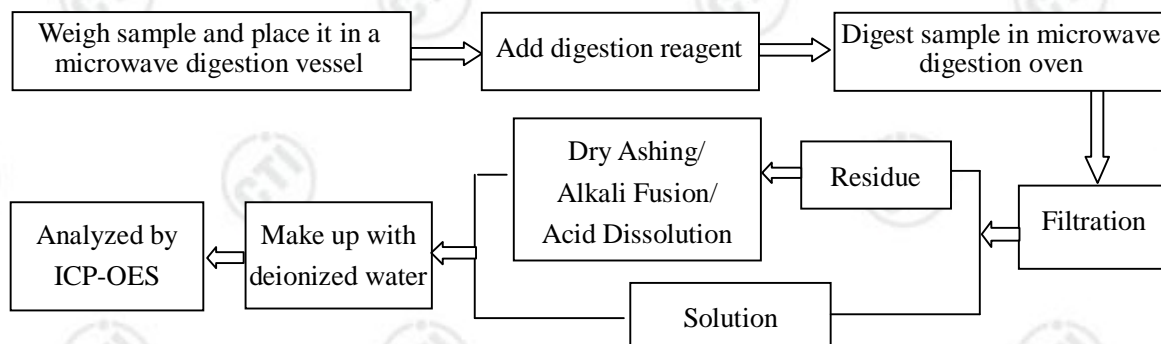 Weigh sample and place it in a
microwave digestion vessel
Add digestion reagent
Digest sample in microwave
digestion oven
Filtration
Residue
Solution
Dry Ashing/
Alkali Fusion/
Acid Dissolution
Make up with
deionized water
Analyzed by
ICP-OES
CTI